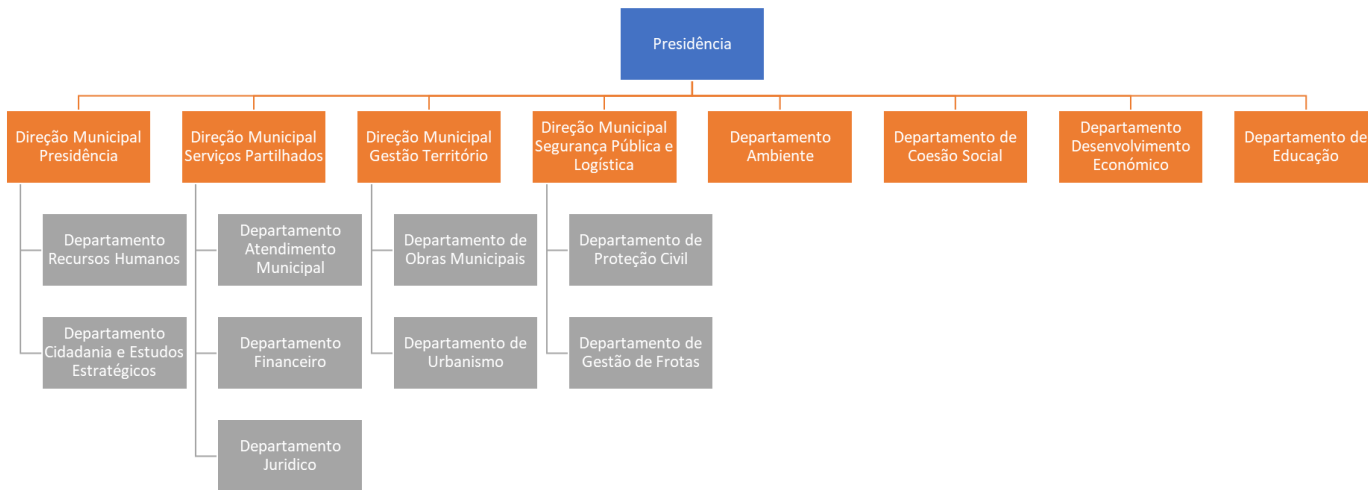 Presidência
Direção Municipal
Presidência
Direção Municipal
Serviços Partilhados
Direção Municipal
Gestão Território
Direção Municipal
Segurança Pública e
Logística
Departamento
Ambiente
Departamento de
Coesão Social
Departamento
Desenvolvimento
Económico
Departamento de
Educação
Departamento
Recursos Humanos
Departamento
Atendimento
Municipal
Departamento de
Obras Municipais
Departamento de
Proteção Civil
Departamento
Cidadania e Estudos
Estratégicos
Departamento
Financeiro
Departamento de
Urbanismo
Departamento de
Gestão de Frotas
Departamento
Juridico